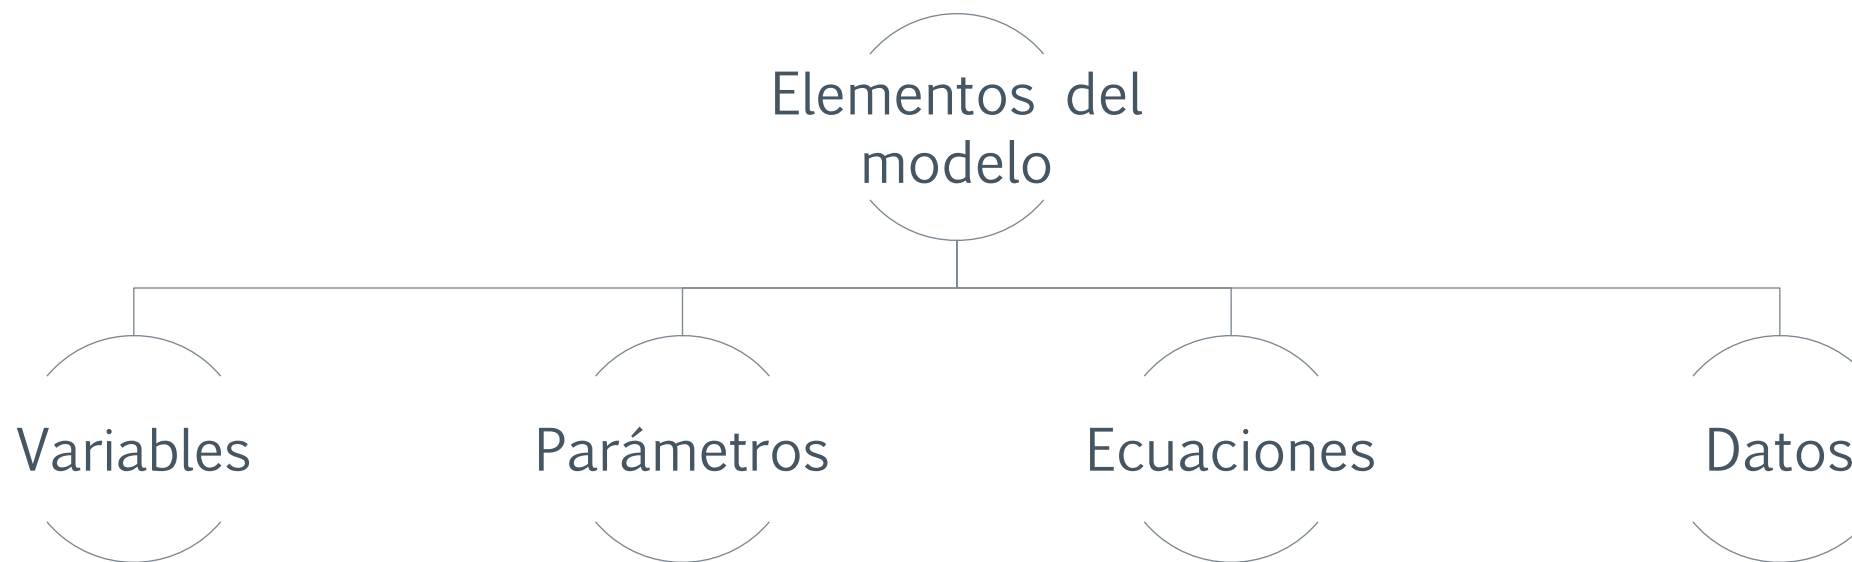 Elementos del
modelo
Variables
Parámetros
Ecuaciones
Datos